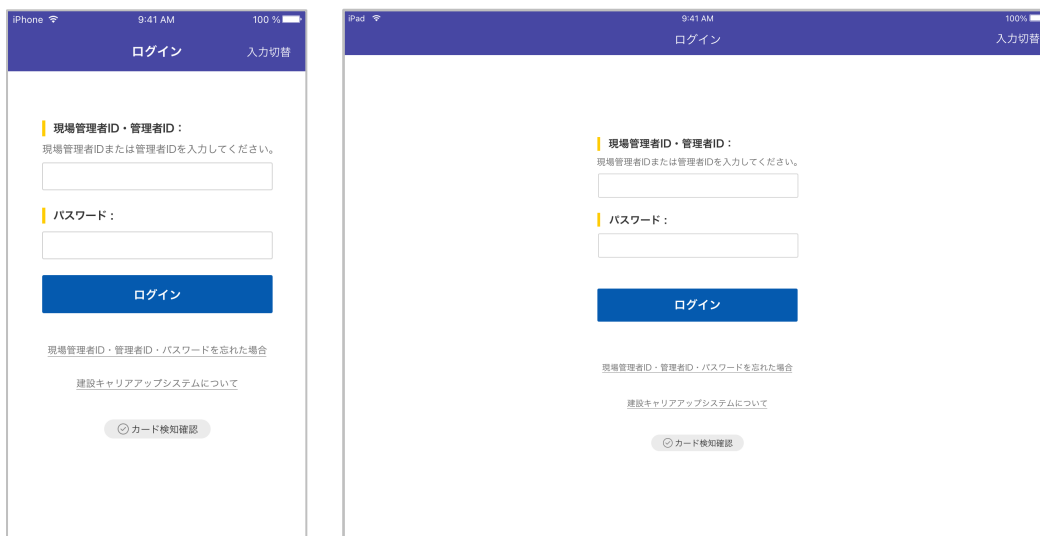 iPhone 9:41 AM 100 %
ログイン 入力切替
現場管理者ID・管理者ID：
現場管理者IDまたは管理者IDを入力してください。
パスワード：
ログイン
現場管理者ID・管理者ID・パスワードを忘れた場合
建設キャリアアップシステムについて
カード検知確認
iPad 9:41 AM 100%
ログイン 入力切替
現場管理者ID・管理者ID：
現場管理者IDまたは管理者IDを入力してください。
パスワード：
ログイン
現場管理者ID・管理者ID・パスワードを忘れた場合
建設キャリアアップシステムについて
カード検知確認